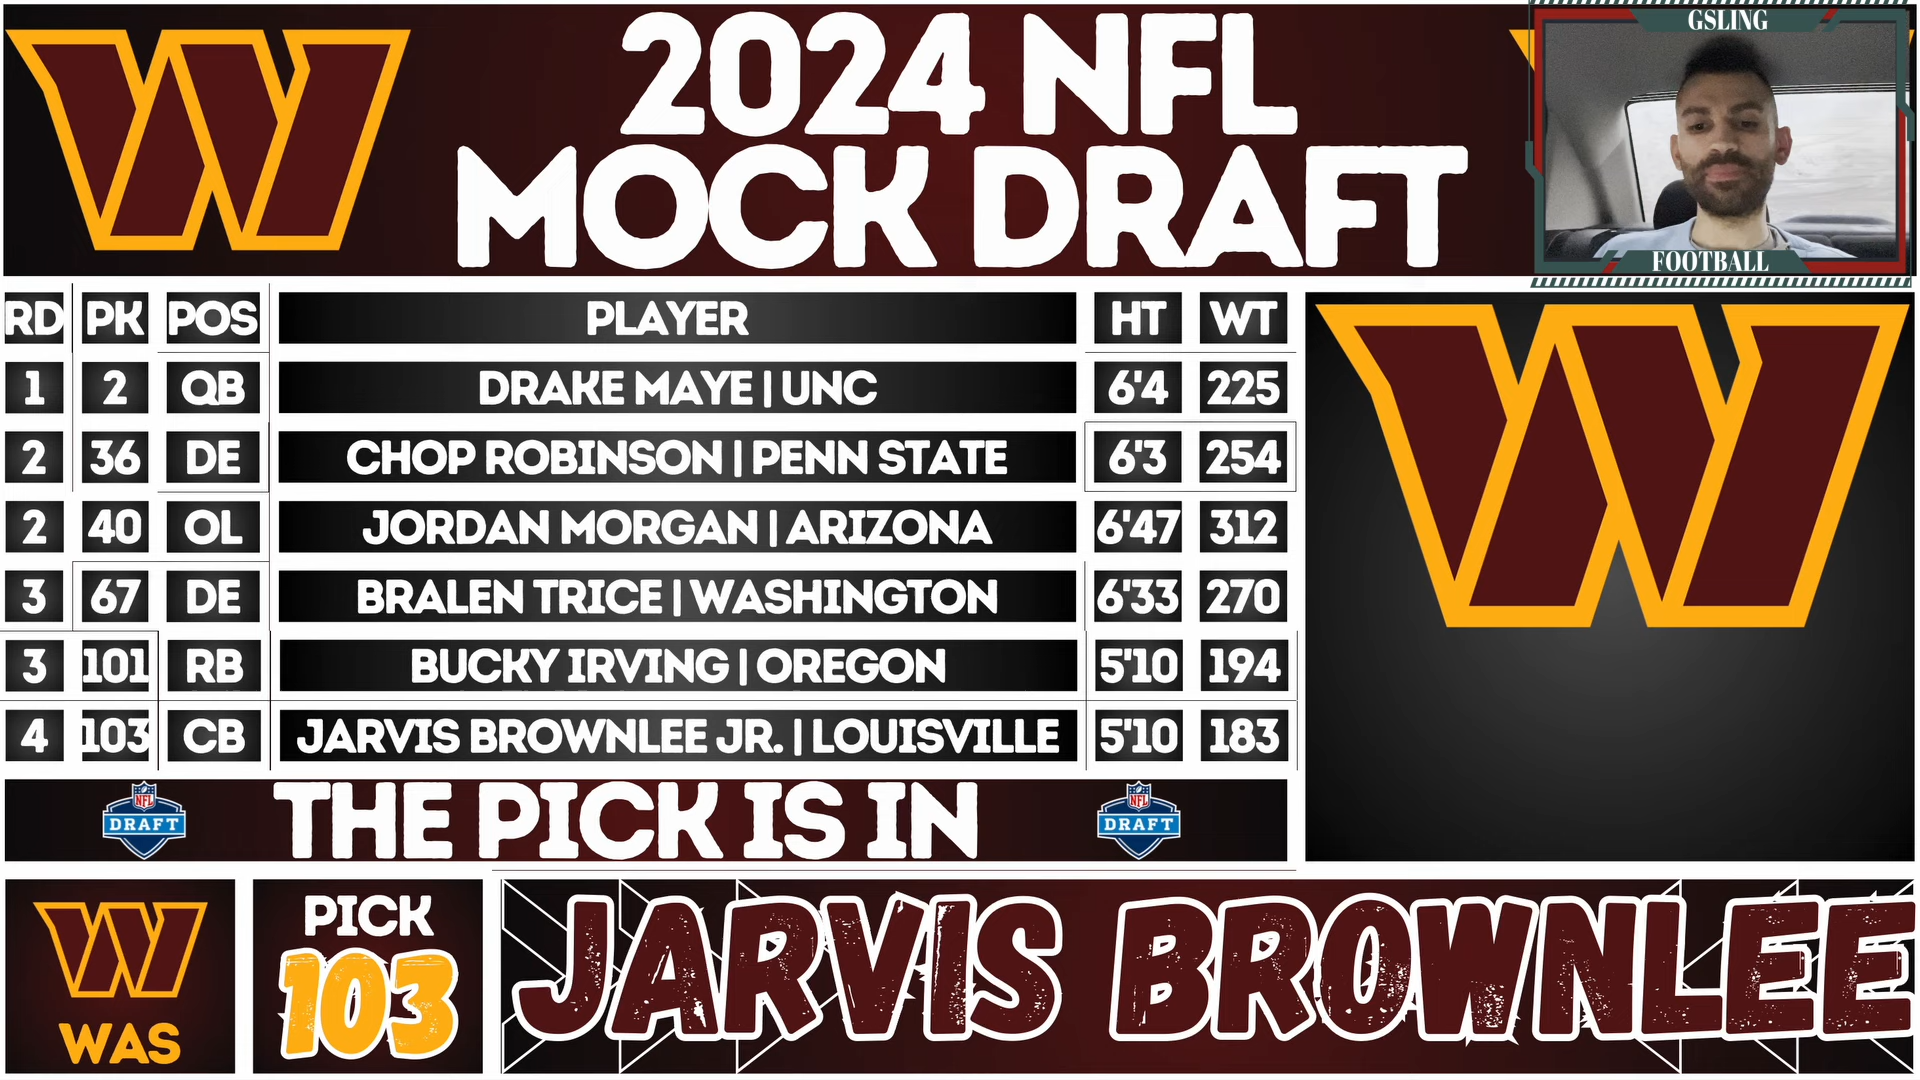 2024 NFL
MOCK DRAFT
GSLING
FOOTBALL
RD PK POS PLAYER HT WT
1 2 QB DRAKE MAYE | UNC 6'4 225
2 36 DE CHOP ROBINSON | PENN STATE 6'3 254
2 40 OL JORDAN MORGAN | ARIZONA 6'47 312
3 67 DE BRALEN TRICE | WASHINGTON 6'33 270
3 101 RB BUCKY IRVING | OREGON 5'10 194
4 103 CB JARVIS BROWNLEE JR. | LOUISVILLE 5'10 183
NFL DRAFT THE PICK IS IN NFL DRAFT
WAS
PICK
103
JARVIS BROWNLEE